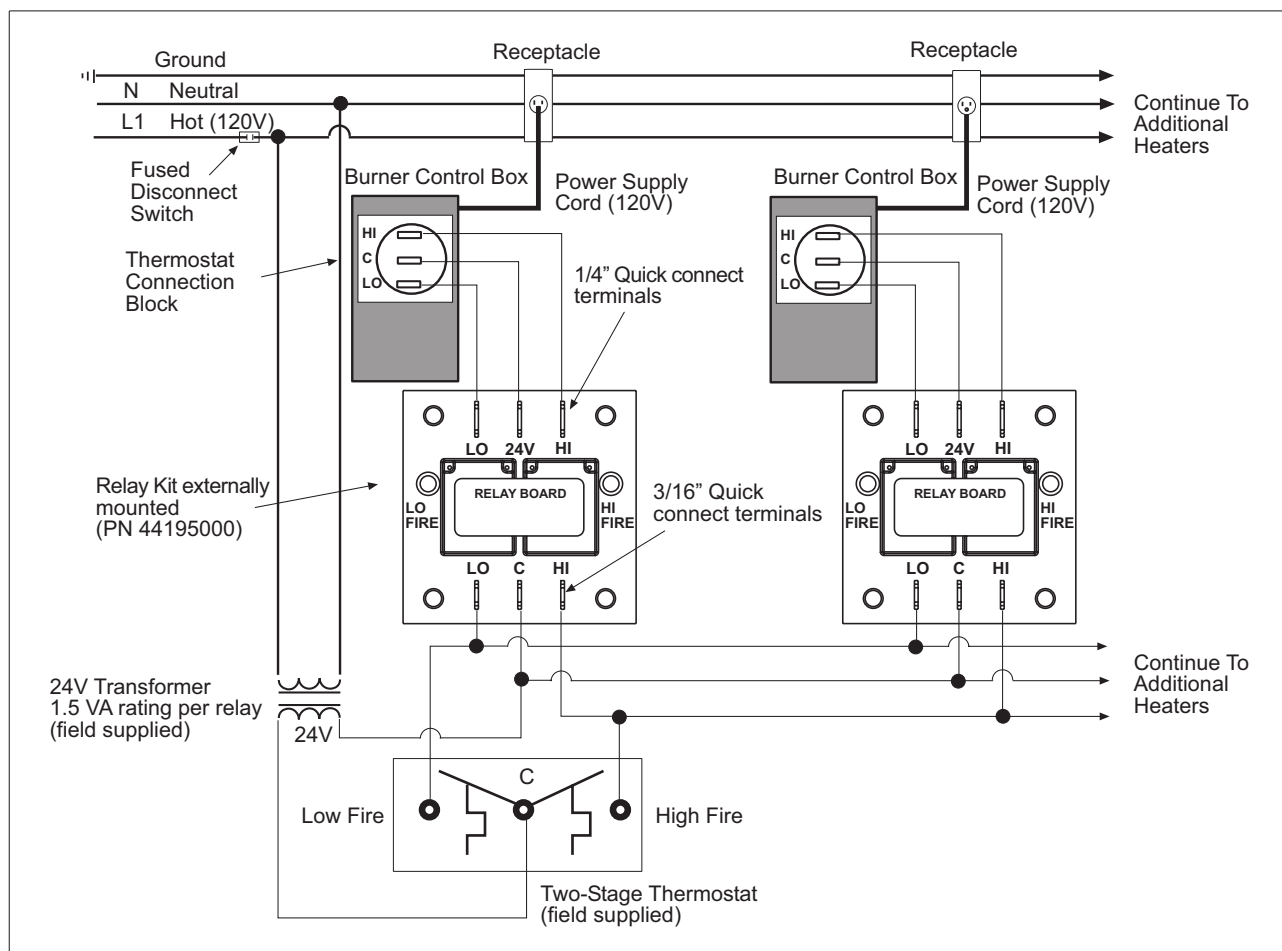 Ground
Receptacle
Receptacle
N Neutral
L1 Hot (120V)
Continue To
Additional
Heaters
Fused
Disconnect
Switch
Burner Control Box
Power Supply
Cord (120V)
Burner Control Box
Power Supply
Cord (120V)
HI
C
LO
HI
C
LO
Thermostat
Connection
Block
1/4” Quick connect
terminals
LO 24V HI
LO 24V HI
Relay Kit externally
mounted
(PN 44195000)
RELAY BOARD
LO
FIRE
HI
FIRE
3/16” Quick
connect terminals
RELAY BOARD
LO
FIRE
HI
FIRE
LO C HI
LO C HI
24V Transformer
1.5 VA rating per relay
(field supplied)
24V
Continue To
Additional
Heaters
C
Low Fire
High Fire
Two-Stage Thermostat
(field supplied)